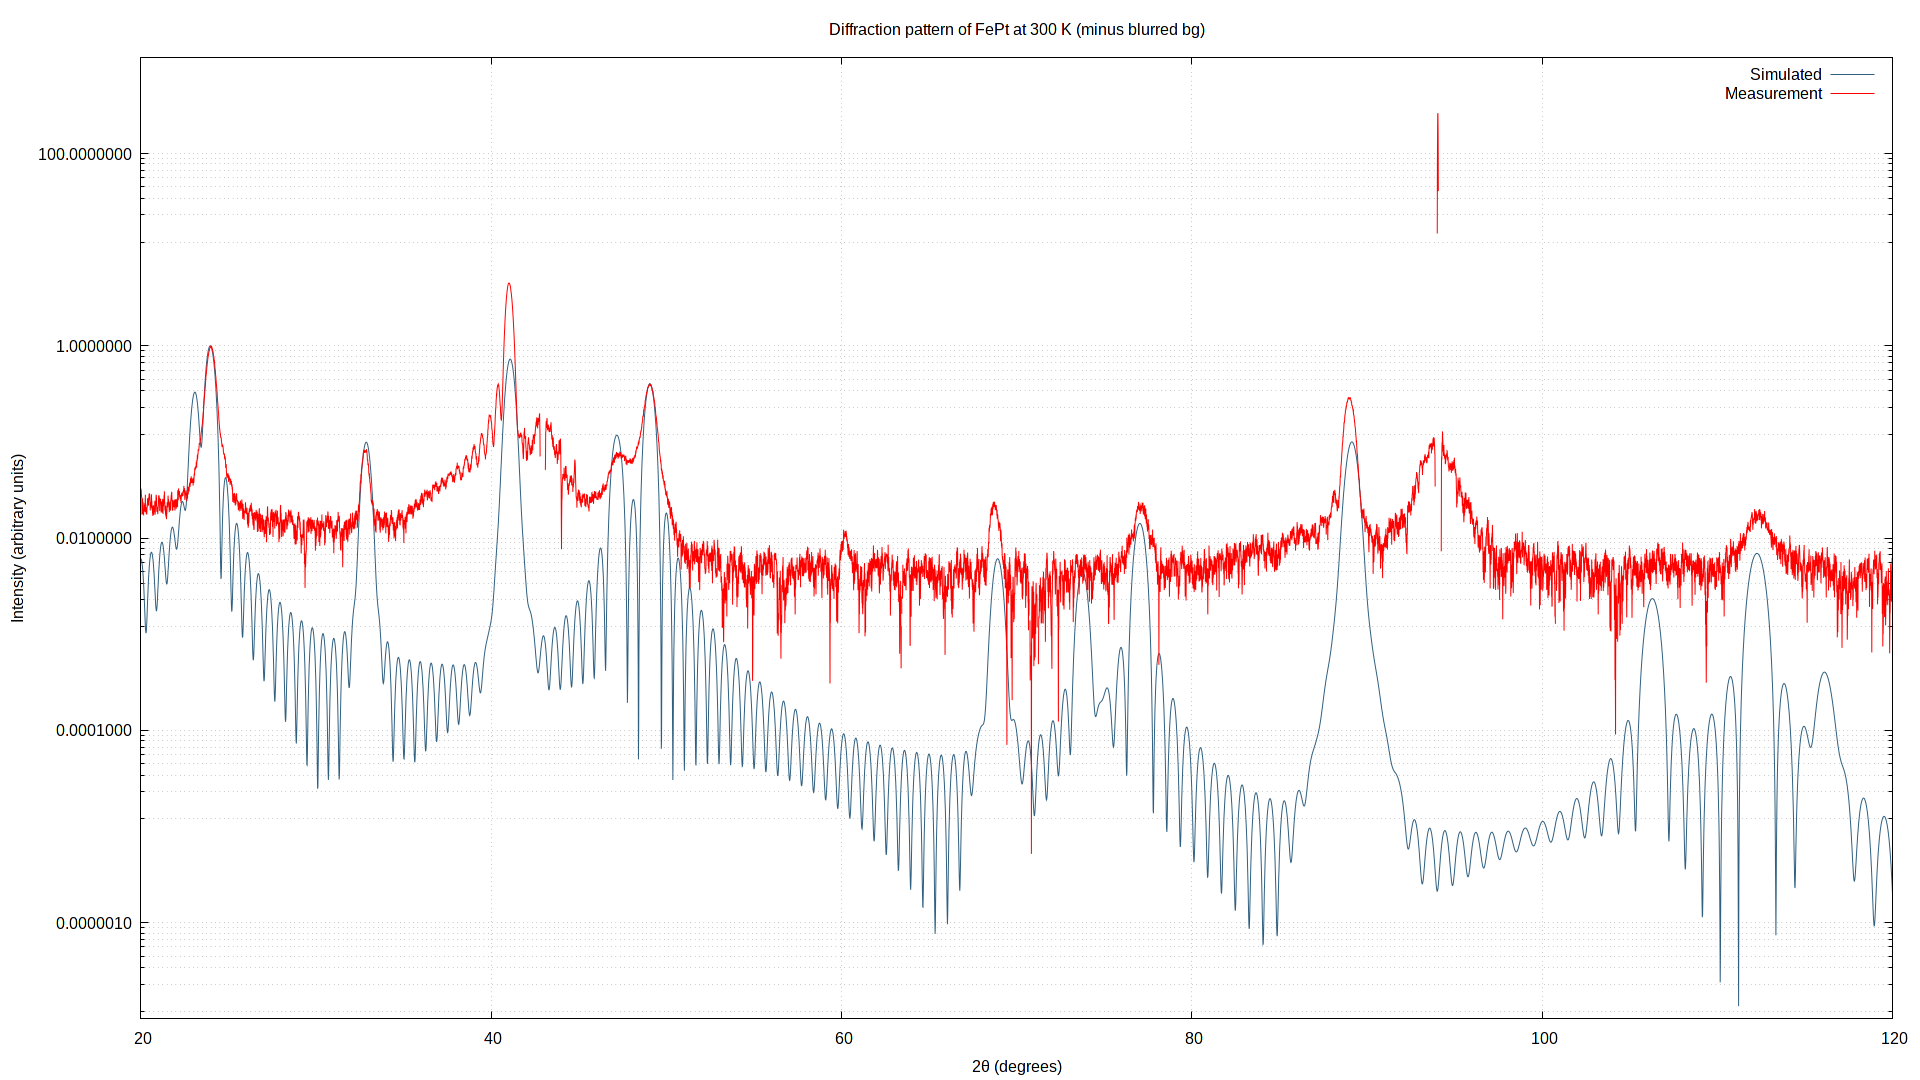 Diffraction pattern of FePt at 300 K (minus blurred bg)
Simulated
Measurement
100.0000000
1.0000000
0.0100000
0.0001000
0.0000010
Intensity (arbitrary units)
20 40 60 80 100 120
2θ (degrees)